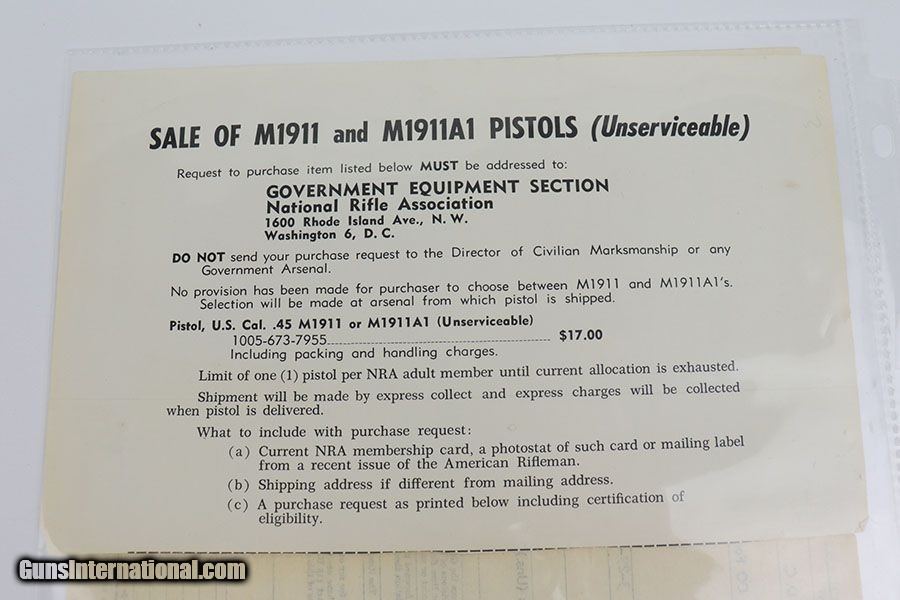 SALE OF M1911 and M1911A1 PISTOLS (Unserviceable)
Request to purchase item listed below MUST be addressed to:
GOVERNMENT EQUIPMENT SECTION
National Rifle Association
1600 Rhode Island Ave., N. W.
Washington 6, D. C.
DO NOT send your purchase request to the Director of Civilian Marksmanship or any
Government Arsenal.
No provision has been made for purchaser to choose between M1911 and M1911A1's.
Selection will be made at arsenal from which pistol is shipped.
Pistol, U.S. Cal. .45 M1911 or M1911A1 (Unserviceable)
1005-673-7955 $17.00
Including packing and handling charges.
Limit of one (1) pistol per NRA adult member until current allocation is exhausted.
Shipment will be made by express collect and express charges will be collected
when pistol is delivered.
What to include with purchase request:
(a) Current NRA membership card, a photostat of such card or mailing label
from a recent issue of the American Rifleman.
(b) Shipping address if different from mailing address.
(c) A purchase request as printed below including certification of
eligibility.
GunsInternational.com